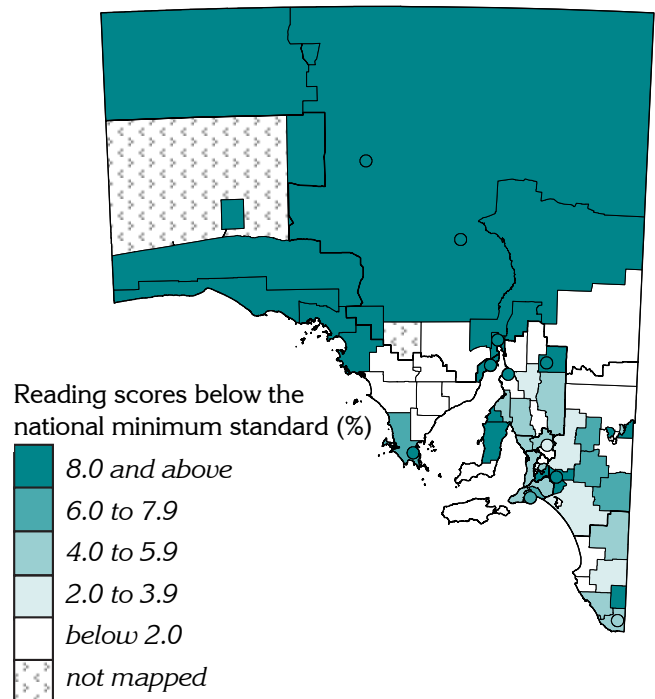 Reading scores below the
national minimum standard (%)
8.0 and above
6.0 to 7.9
4.0 to 5.9
2.0 to 3.9
below 2.0
not mapped